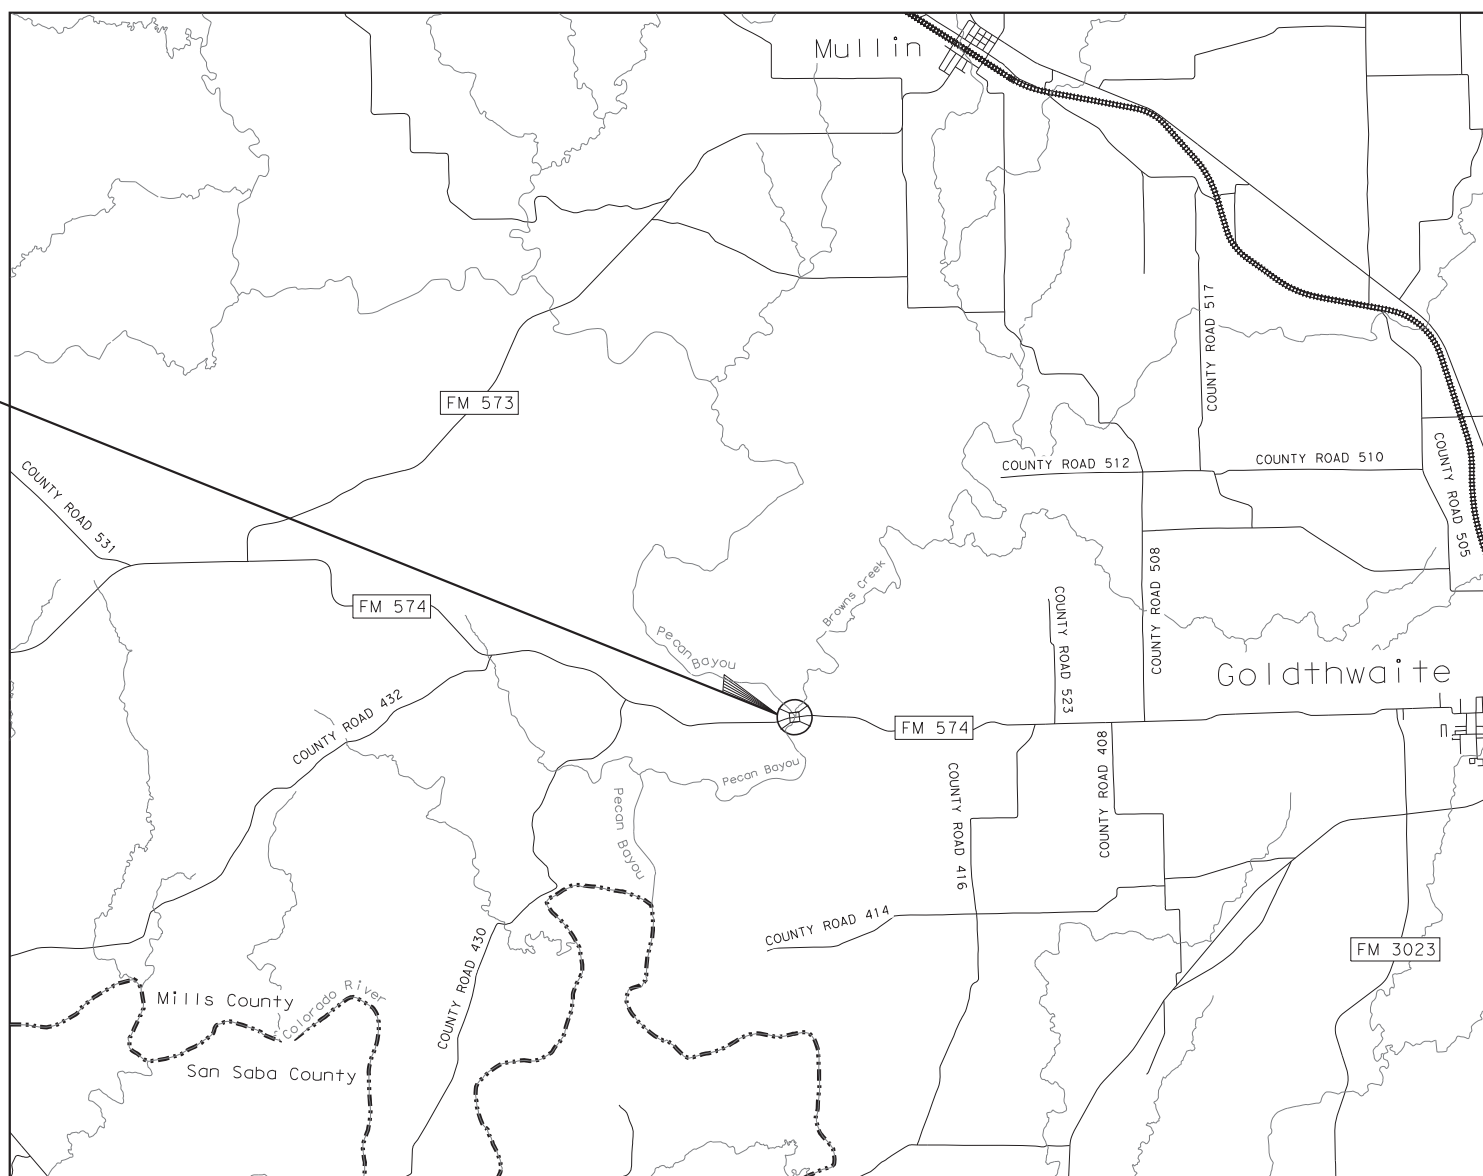 Mullin
COUNTY ROAD 517
FM 573
COUNTY ROAD 531
COUNTY ROAD 512
COUNTY ROAD 510
COUNTY ROAD 505
COUNTY ROAD 508
Browns Creek
FM 574
COUNTY ROAD 523
Pecan Bayou
Goldthwaite
COUNTY ROAD 432
FM 574
COUNTY ROAD 408
Pecan Bayou
COUNTY ROAD 416
Pecan Bayou
COUNTY ROAD 414
COUNTY ROAD 430
FM 3023
Mills County
Colorado River
San Saba County